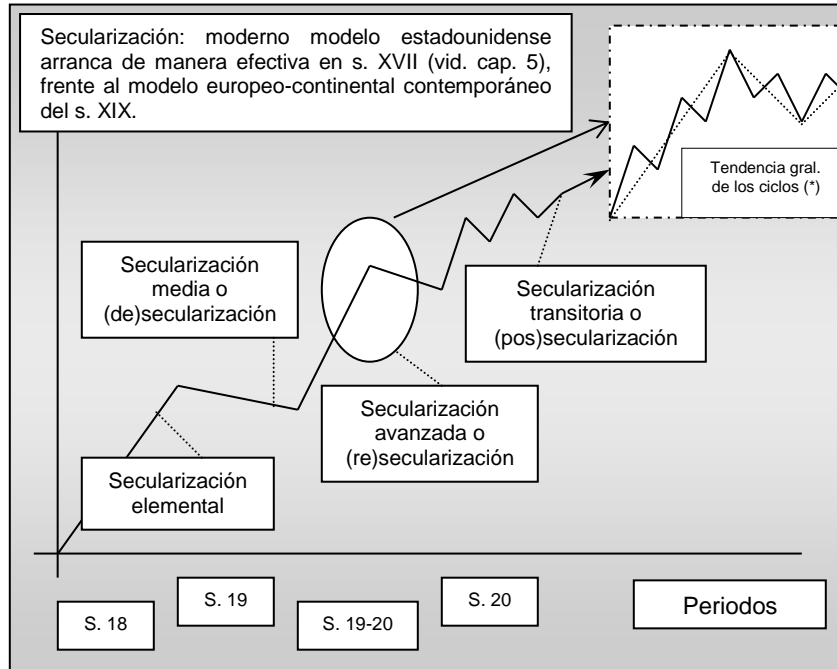 Secularización: moderno modelo estadounidense
arranca de manera efectiva en s. XVII (vid. cap. 5),
frente al modelo europeo-continental contemporáneo
del s. XIX.
Tendencia gral.
de los ciclos (*)
Secularización
media o
(de)secularización
Secularización
transitoria o
(pos)secularización
Secularización
avanzada o
(re)secularización
Secularización
elemental
S. 18
S. 19
S. 19-20
S. 20
Periodos